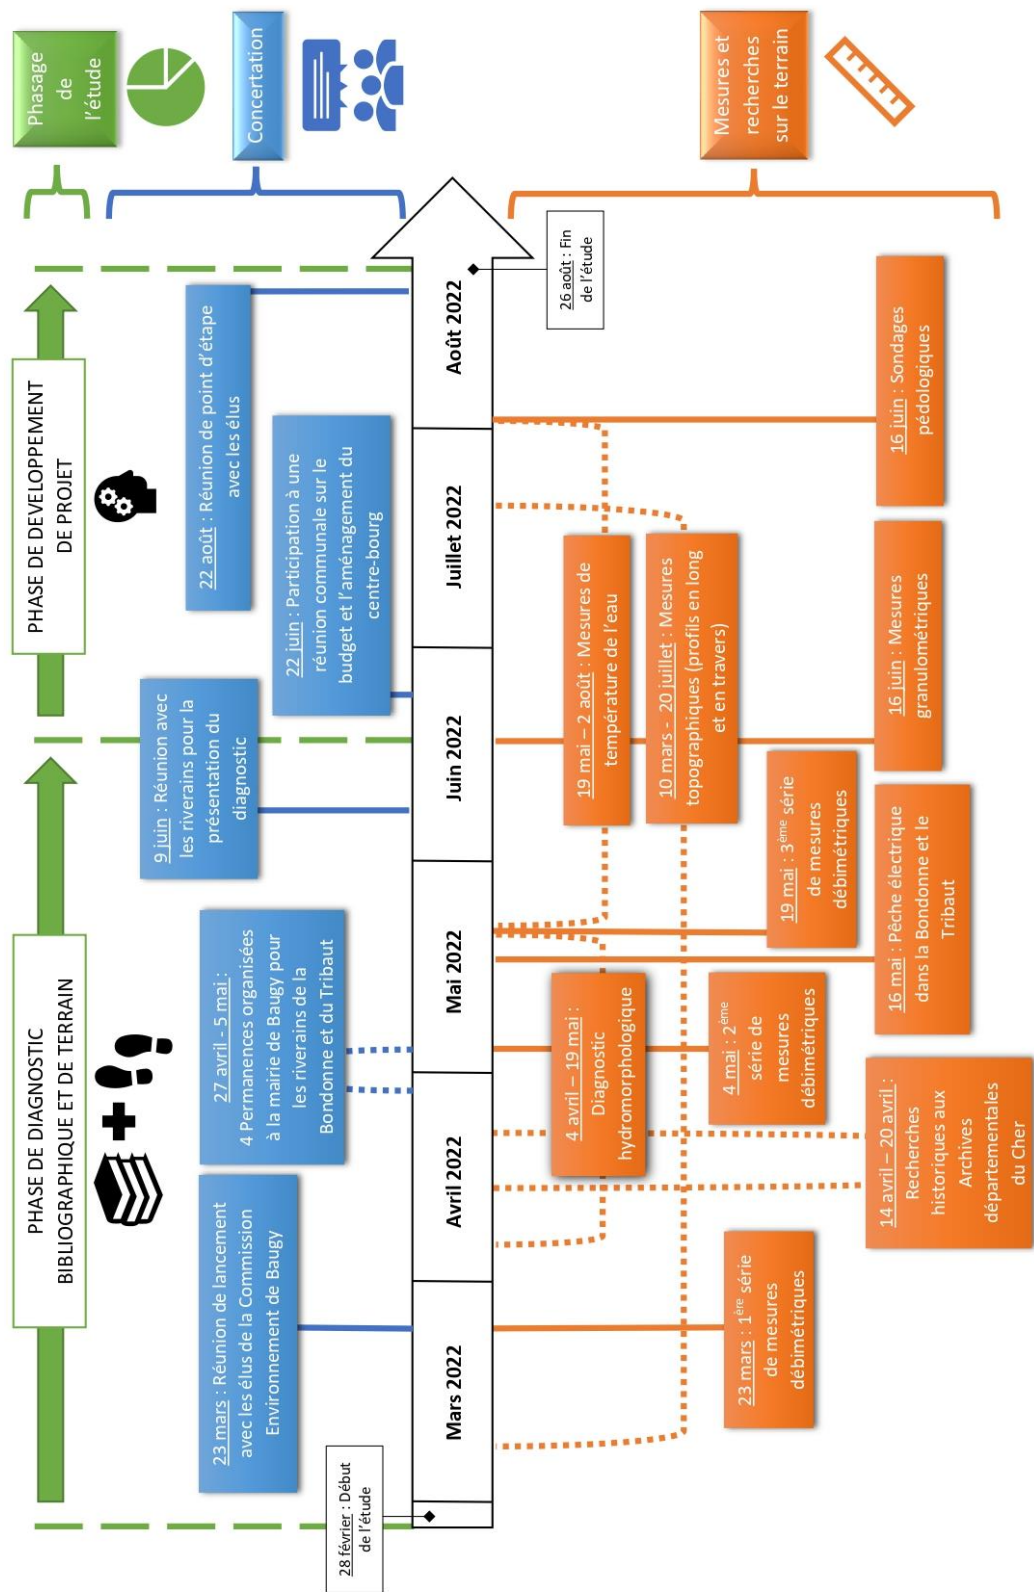 PHASE DE DIAGNOSTIC
BIBLIOGRAPHIQUE ET DE TERRAIN
PHASE DE DEVELOPPEMENT
DE PROJET
Phasage
de
l'étude
23 mars : Réunion de lancement
avec les élus de la Commission
Environnement de Baugy
27 avril - 5 mai :
4 Permanences organisées
à la mairie de Baugy pour
les riverains de la
Bondonne et du Tribaut
9 juin : Réunion avec
les riverains pour la
présentation du
diagnostic
22 juin : Participation à une
réunion communale sur le
budget et l'aménagement du
centre-bourg
22 août : Réunion de point d'étape
avec les élus
Concertation
28 février : Début
de l'étude
Mars 2022
Avril 2022
Mai 2022
Juin 2022
Juillet 2022
Août 2022
26 août : Fin
de l'étude
4 avril – 19 mai :
Diagnostic
hydromorphologique
19 mai – 2 août : Mesures de
température de l'eau
10 mars - 20 juillet : Mesures
topographiques (profils en long
et en travers)
23 mars : 1ère série
de mesures
débimétriques
4 mai : 2ème
série de
mesures
débimétriques
19 mai : 3ème série
de mesures
débimétriques
14 avril – 20 avril :
Recherches
historiques aux
Archives
départementales
du Cher
16 mai : Pêche électrique
dans la Bondonne et le
Tribaut
16 juin : Mesures
granulométriques
16 juin : Sondages
pédologiques
Mesures et
recherches
sur le terrain